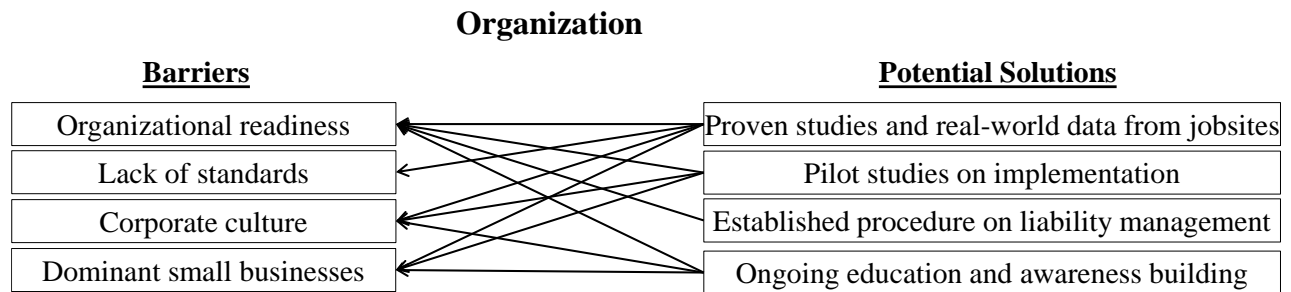 Organization
Barriers
Potential Solutions
Organizational readiness
Proven studies and real-world data from jobsites
Lack of standards
Pilot studies on implementation
Corporate culture
Established procedure on liability management
Dominant small businesses
Ongoing education and awareness building